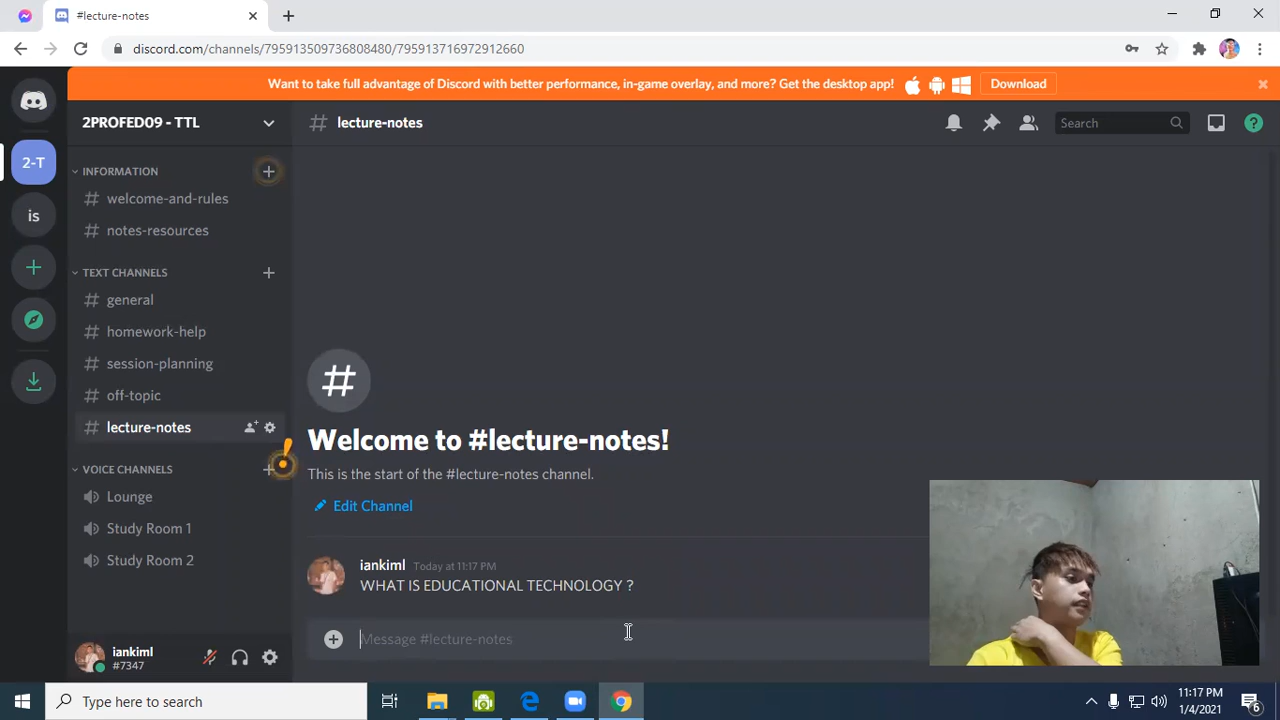 #lecture-notes
discord.com/channels/795913509736808480/795913716972912660
Want to take full advantage of Discord with better performance, in-game overlay, and more? Get the desktop app!
Download
2PROFED09 - TTL
# lecture-notes
Search
2-T
INFORMATION
# welcome-and-rules
# notes-resources
is
TEXT CHANNELS
# general
# homework-help
# session-planning
# off-topic
# lecture-notes
VOICE CHANNELS
Lounge
Study Room 1
Study Room 2
#
Welcome to #lecture-notes!
This is the start of the #lecture-notes channel.
Edit Channel
iankiml Today at 11:17 PM
WHAT IS EDUCATIONAL TECHNOLOGY ?
Message #lecture-notes
iankiml
#7347
Type here to search
11:17 PM
1/4/2021
6